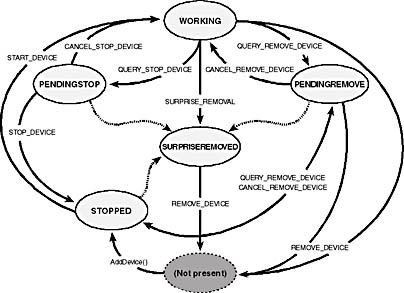 WORKING
START_DEVICE
CANCEL_STOP_DEVICE
QUERY_REMOVE_DEVICE
QUERY_STOP_DEVICE
CANCEL_REMOVE_DEVICE
PENDINGSTOP
PENDINGREMOVE
SURPRISE_REMOVAL
STOP_DEVICE
SURPRISEREMOVED
QUERY_REMOVE_DEVICE
CANCEL_REMOVE_DEVICE
STOPPED
REMOVE_DEVICE
REMOVE_DEVICE
AddDevice()
(Not present)